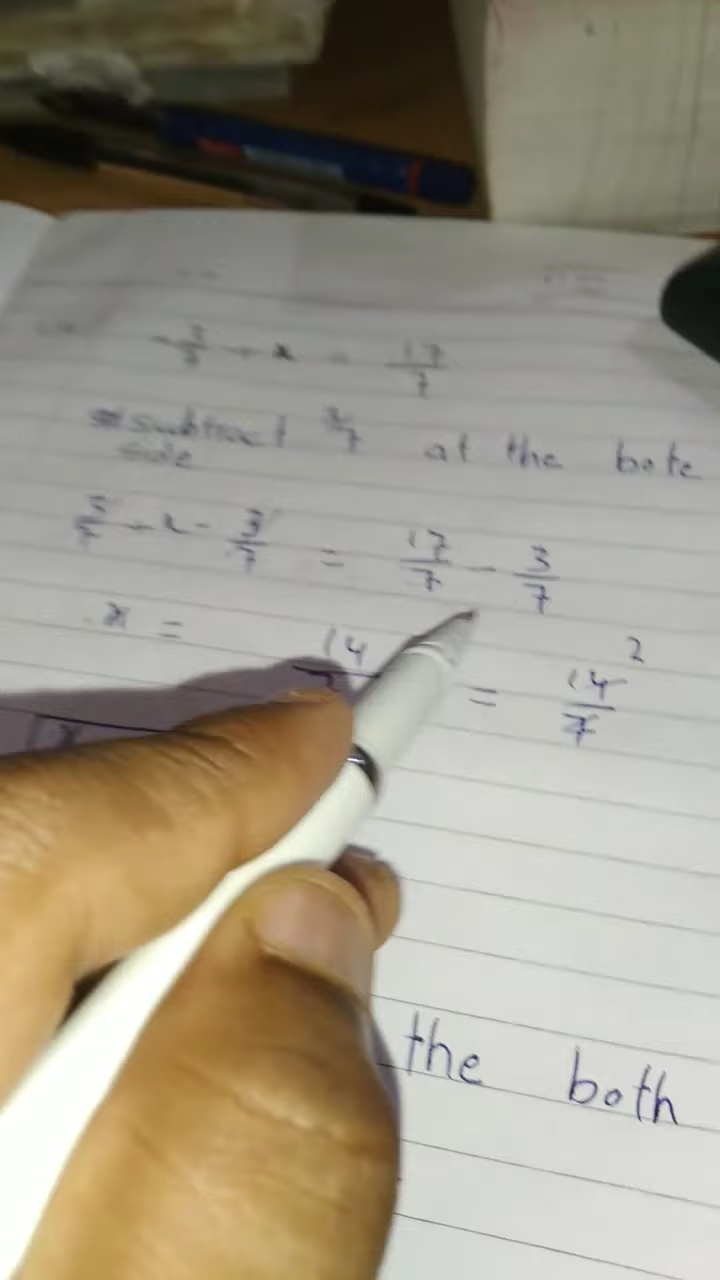 3/7 + x = 17/7
subtract 3/7 at the bote
side
3/7 + x - 3/7 = 17/7 - 3/7
x = 14/7 = 14/7 2
x
the both